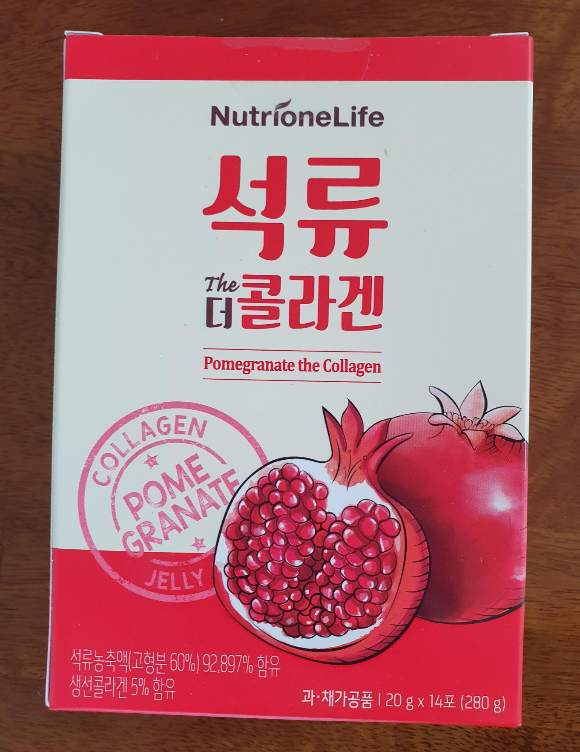 NutrioneLife
석류
The
더콜라겐
Pomegranate the Collagen
COLLAGEN
POME
GRANATE
JELLY
석류농축액(고형분 60%) 92,897% 함유
생선콜라겐 5% 함유
과·채가공품 | 20 g x 14포 (280 g)